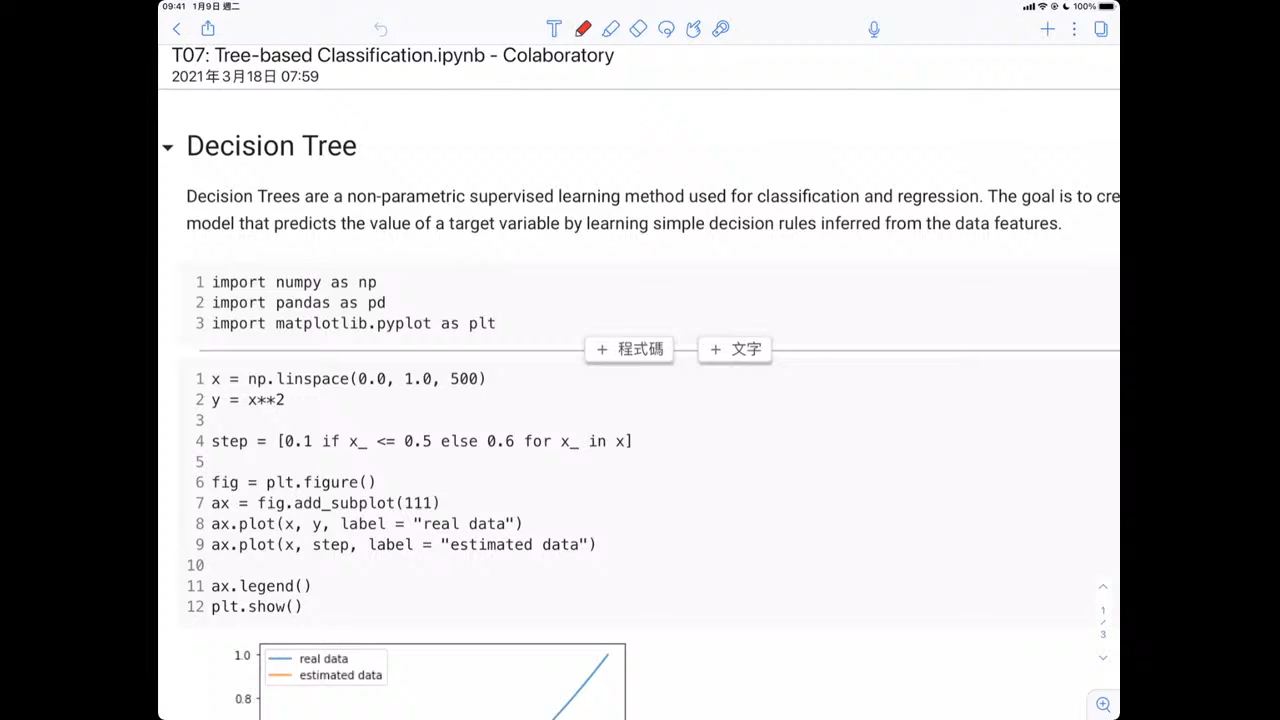 09:41 1月9日 週二
100%
T07: Tree-based Classification.ipynb - Colaboratory
2021年3月18日 07:59
Decision Tree
Decision Trees are a non-parametric supervised learning method used for classification and regression. The goal is to cre
model that predicts the value of a target variable by learning simple decision rules inferred from the data features.
1 import numpy as np
2 import pandas as pd
3 import matplotlib.pyplot as plt
+ 程式碼
+ 文字
1 x = np.linspace(0.0, 1.0, 500)
2 y = x**2
3
4 step = [0.1 if x_ <= 0.5 else 0.6 for x_ in x]
5
6 fig = plt.figure()
7 ax = fig.add_subplot(111)
8 ax.plot(x, y, label = "real data")
9 ax.plot(x, step, label = "estimated data")
10
11 ax.legend()
12 plt.show()
1
/
3
1.0
real data
estimated data
0.8